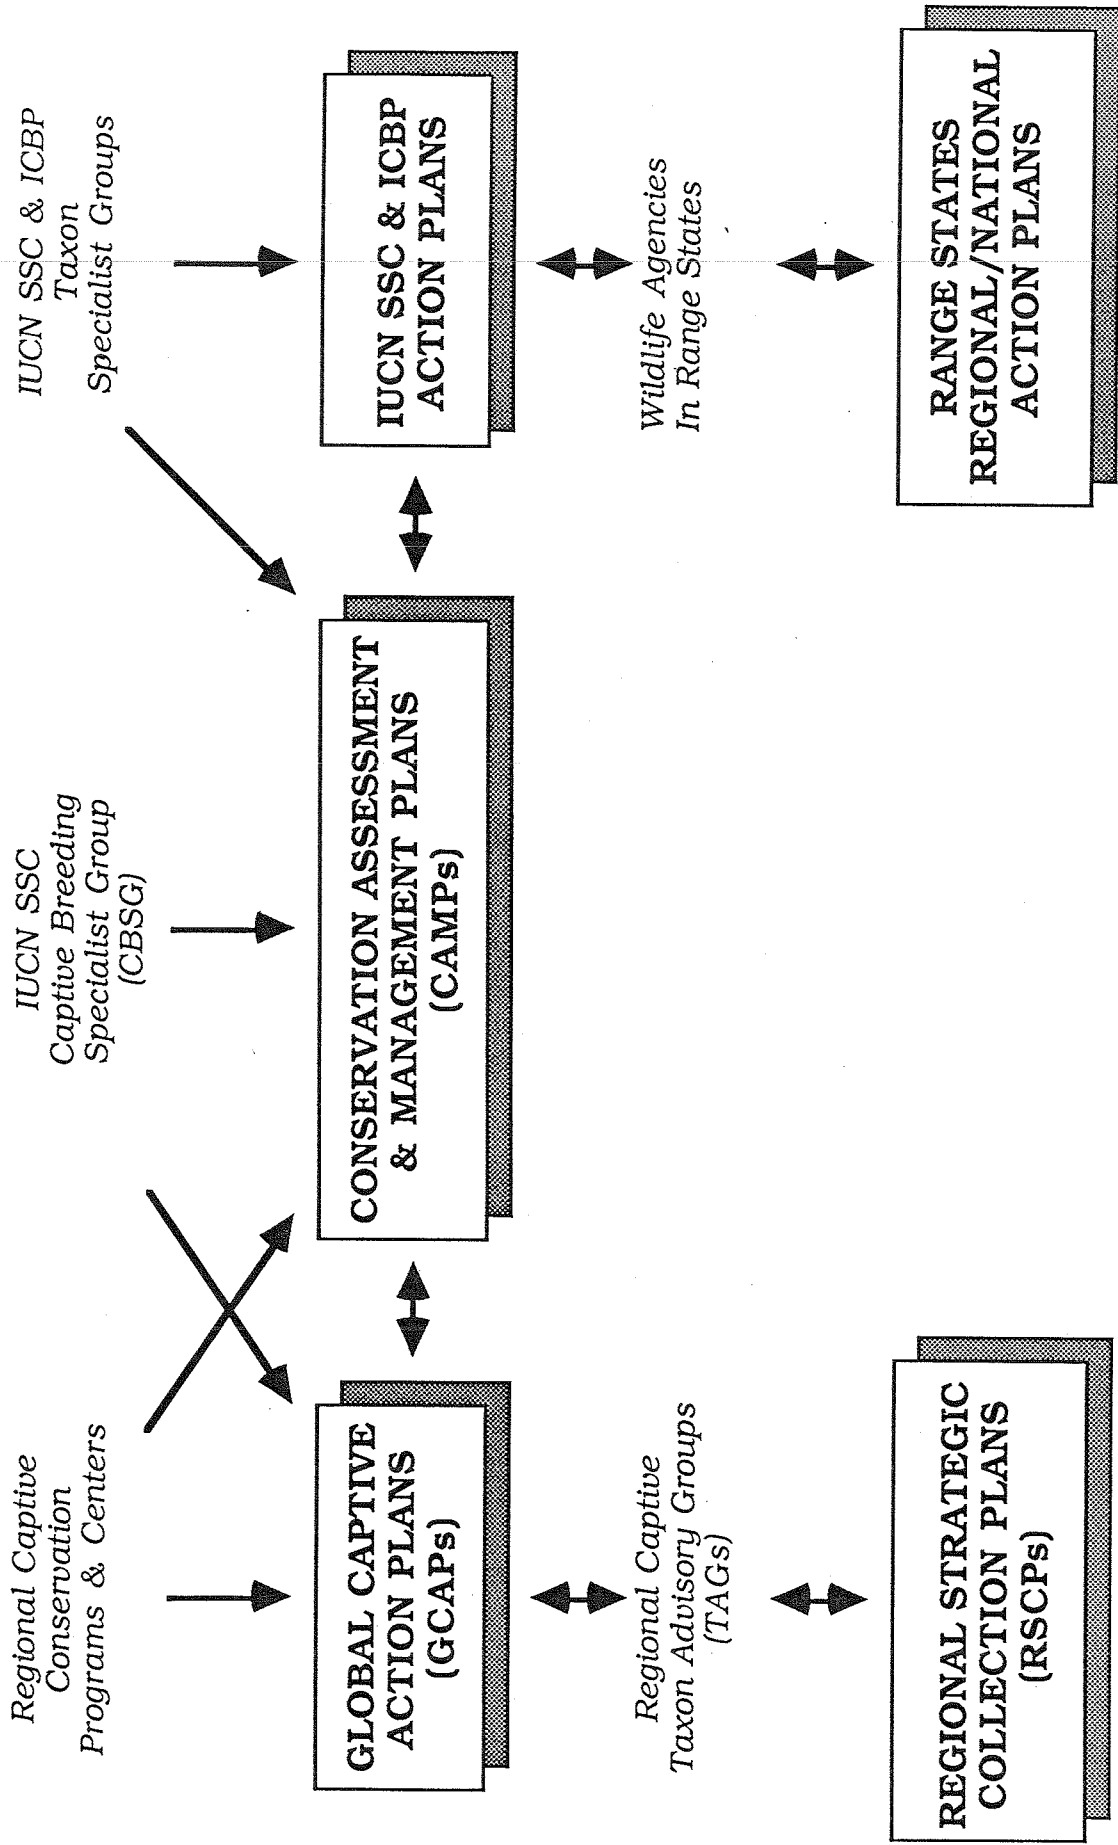 Regional Captive
Conservation
Programs & Centers
IUCN SSC
Captive Breeding
Specialist Group
(CBSG)
IUCN SSC & ICBP
Taxon
Specialist Groups
GLOBAL CAPTIVE
ACTION PLANS
(GCAPs)
CONSERVATION ASSESSMENT
& MANAGEMENT PLANS
(CAMPs)
IUCN SSC & ICBP
ACTION PLANS
Regional Captive
Taxon Advisory Groups
(TAGs)
Wildlife Agencies
In Range States
REGIONAL STRATEGIC
COLLECTION PLANS
(RSCPs)
RANGE STATES
REGIONAL/NATIONAL
ACTION PLANS